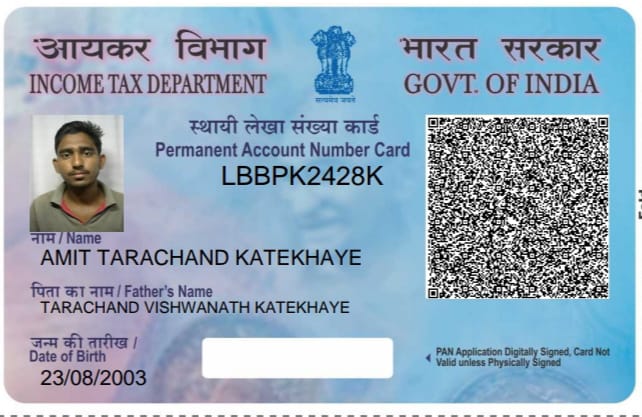 आयकर विभाग
INCOME TAX DEPARTMENT
सत्यमेव जयते
भारत सरकार
GOVT. OF INDIA
स्थायी लेखा संख्या कार्ड
Permanent Account Number Card
LBBPK2428K
नाम / Name
AMIT TARACHAND KATEKHAYE
पिता का नाम / Father's Name
TARACHAND VISHWANATH KATEKHAYE
जन्म की तारीख /
Date of Birth
23/08/2003
PAN Application Digitally Signed, Card Not
Valid unless Physically Signed